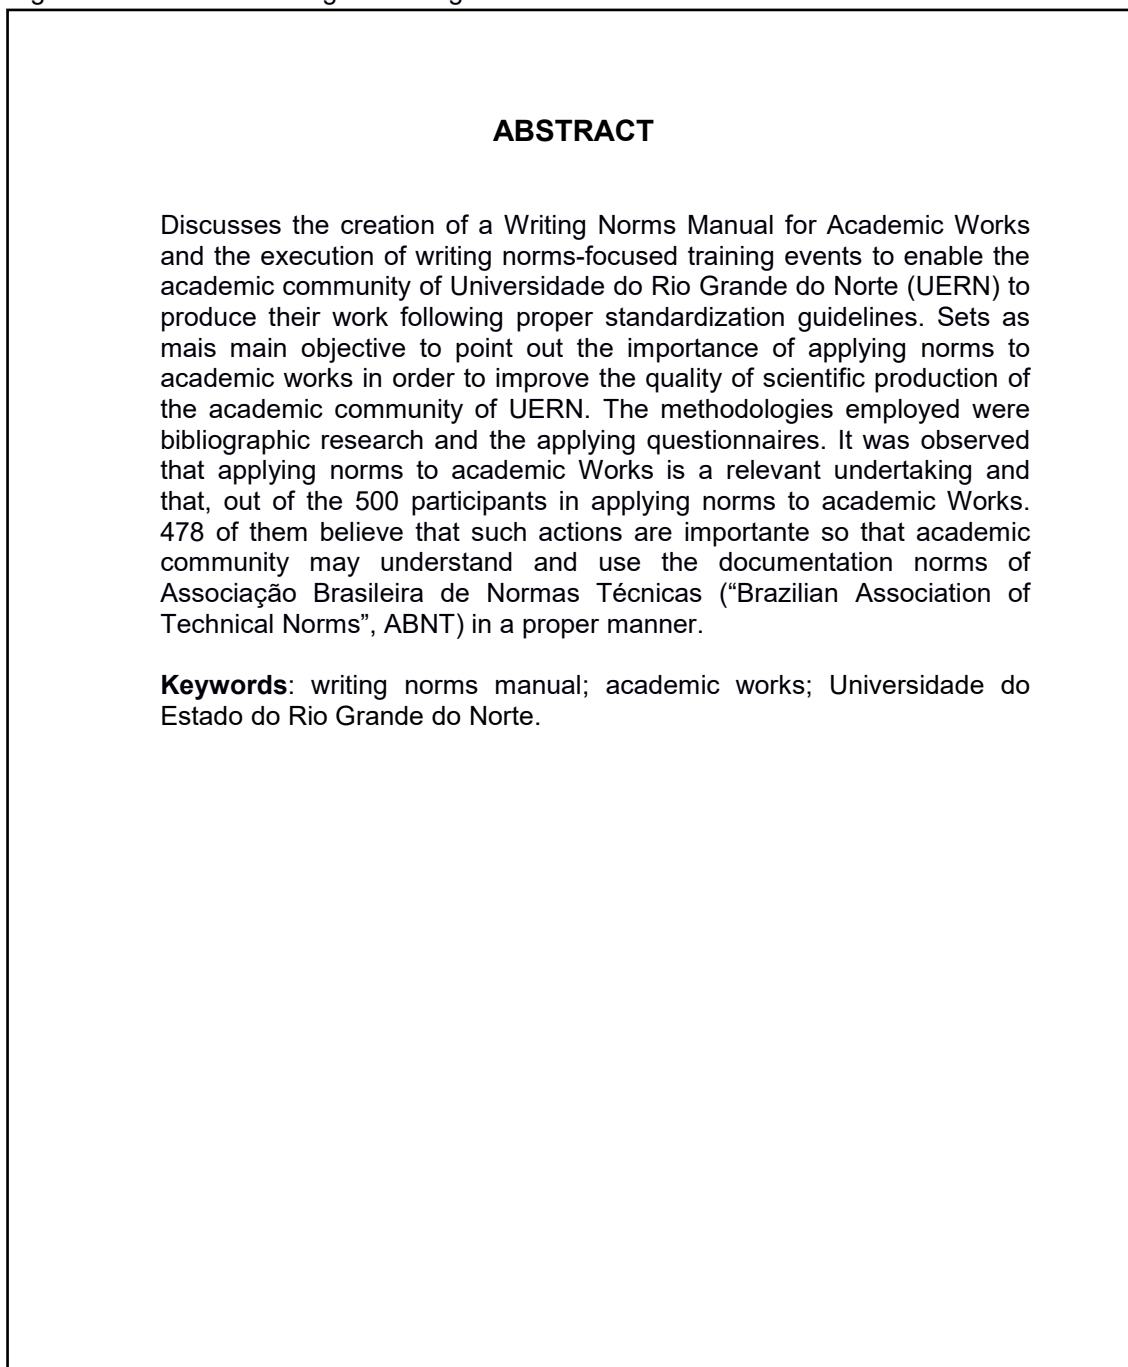 ABSTRACT
Discusses the creation of a Writing Norms Manual for Academic Works
and the execution of writing norms-focused training events to enable the
academic community of Universidade do Rio Grande do Norte (UERN) to
produce their work following proper standardization guidelines. Sets as
mais main objective to point out the importance of applying norms to
academic works in order to improve the quality of scientific production of
the academic community of UERN. The methodologies employed were
bibliographic research and the applying questionnaires. It was observed
that applying norms to academic Works is a relevant undertaking and
that, out of the 500 participants in applying norms to academic Works.
478 of them believe that such actions are importante so that academic
community may understand and use the documentation norms of
Associação Brasileira de Normas Técnicas (“Brazilian Association of
Technical Norms”, ABNT) in a proper manner.
Keywords: writing norms manual; academic works; Universidade do
Estado do Rio Grande do Norte.